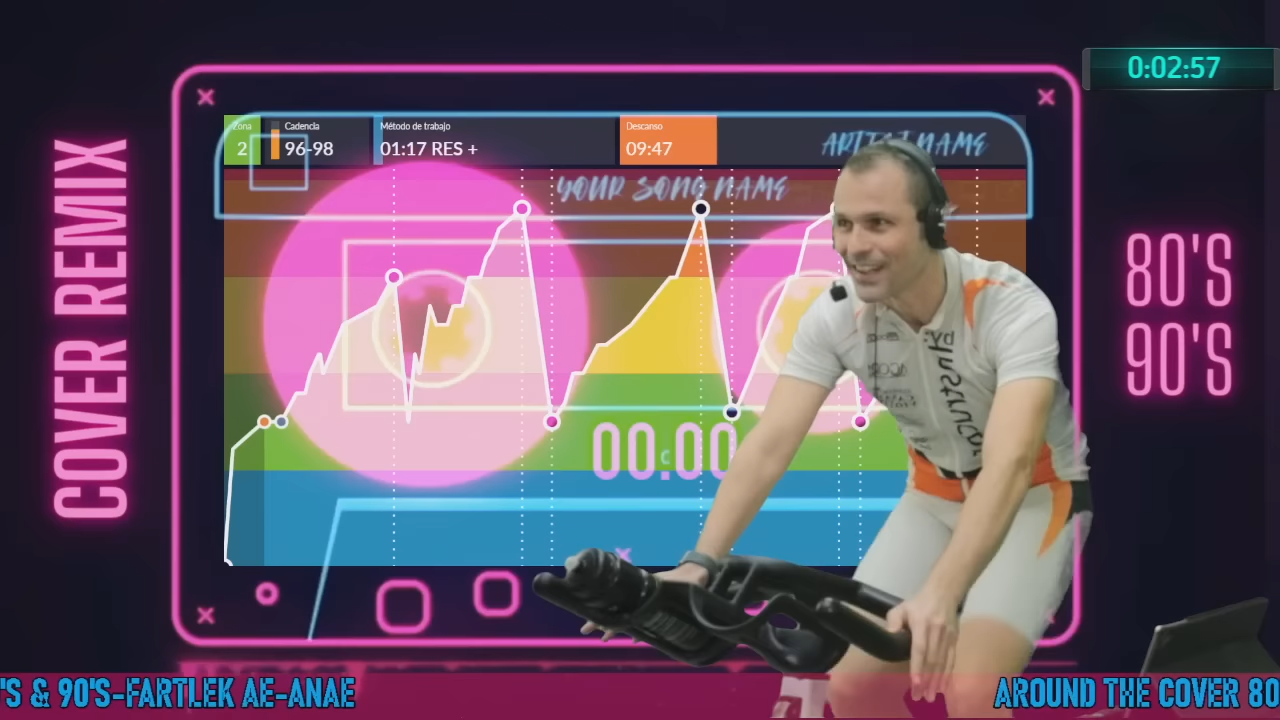 0:02:57
Zona
2
Cadencia
96-98
Método de trabajo
01:17 RES +
Descanso
09:47
ARTIST NAME
YOUR SONG NAME
COVER REMIX
80'S
90'S
00.00
'S & 90'S-FARTLEK AE-ANAE
AROUND THE COVER 80